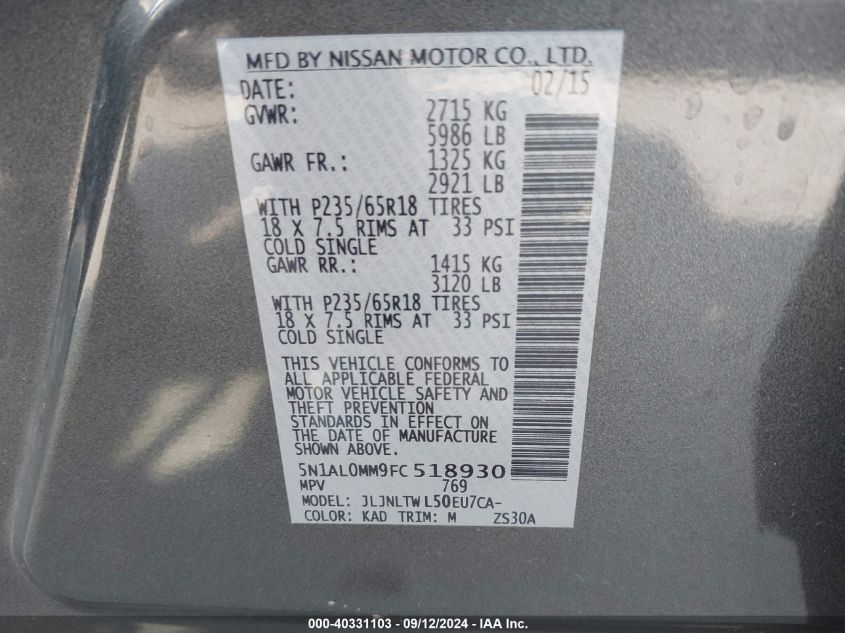 MFD BY NISSAN MOTOR CO., LTD.
DATE: 02/15
GVWR: 2715 KG
5986 LB
GAWR FR.: 1325 KG
2921 LB
WITH P235/65R18 TIRES
18 X 7.5 RIMS AT 33 PSI
COLD SINGLE
GAWR RR.: 1415 KG
3120 LB
WITH P235/65R18 TIRES
18 X 7.5 RIMS AT 33 PSI
COLD SINGLE
THIS VEHICLE CONFORMS TO
ALL APPLICABLE FEDERAL
MOTOR VEHICLE SAFETY AND
THEFT PREVENTION
STANDARDS IN EFFECT ON
THE DATE OF MANUFACTURE
SHOWN ABOVE.
5N1AL0MM9FC 518930
MPV 769
MODEL: JLJNLTW L50EU7CA-
COLOR: KAD TRIM: M ZS30A
000-40331103 - 09/12/2024 - IAA Inc.